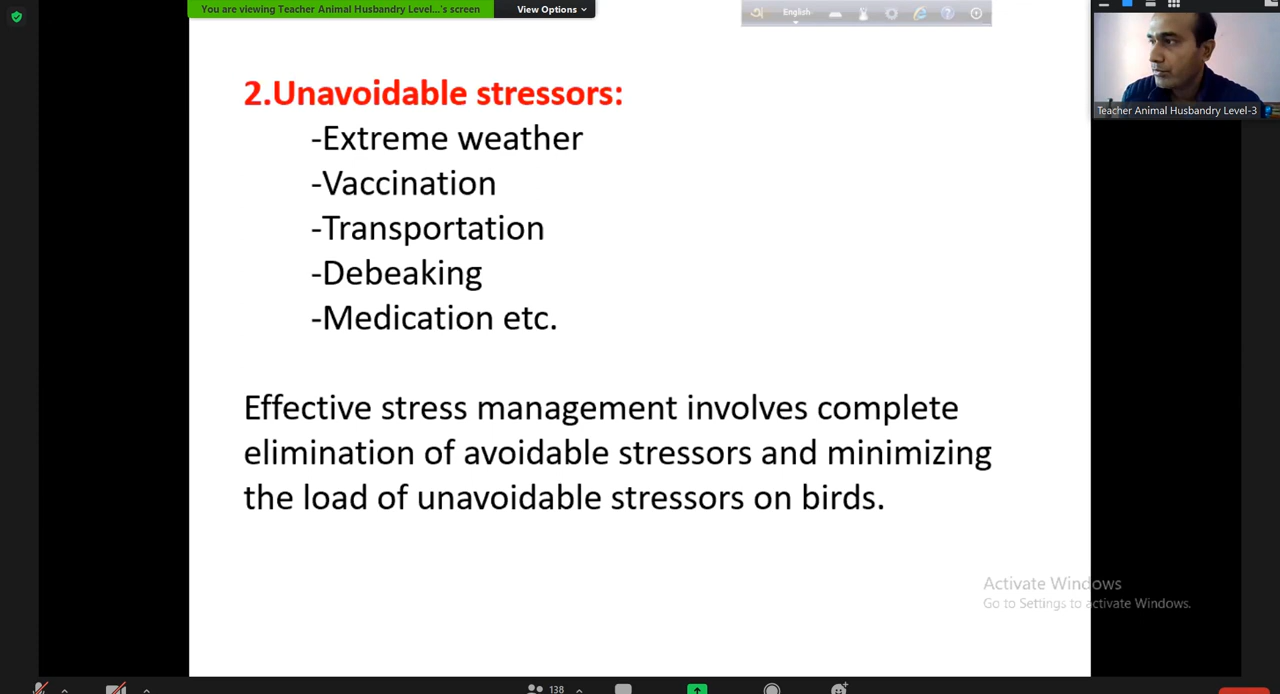 You are viewing Teacher Animal Husbandry Level...'s screen
View Options
অ English
2.Unavoidable stressors:
-Extreme weather
-Vaccination
-Transportation
-Debeaking
-Medication etc.
Effective stress management involves complete
elimination of avoidable stressors and minimizing
the load of unavoidable stressors on birds.
Teacher Animal Husbandry Level-3
Activate Windows
Go to Settings to activate Windows.
138